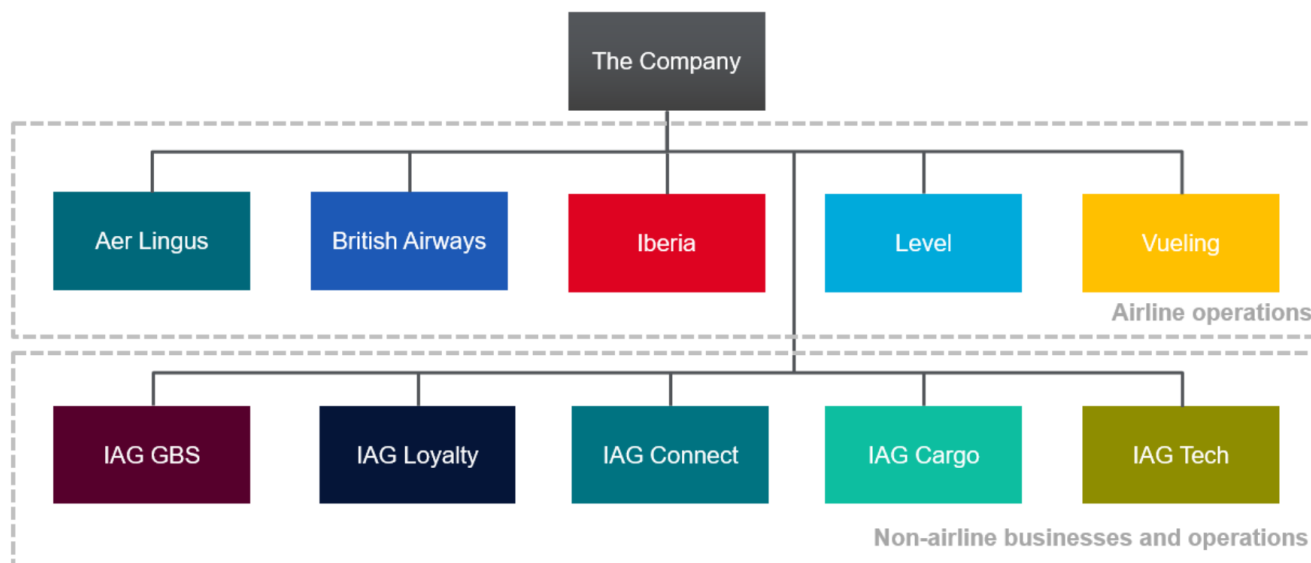 The Company
Aer Lingus
British Airways
Iberia
Level
Vueling
Airline operations
IAG GBS
IAG Loyalty
IAG Connect
IAG Cargo
IAG Tech
Non-airline businesses and operations